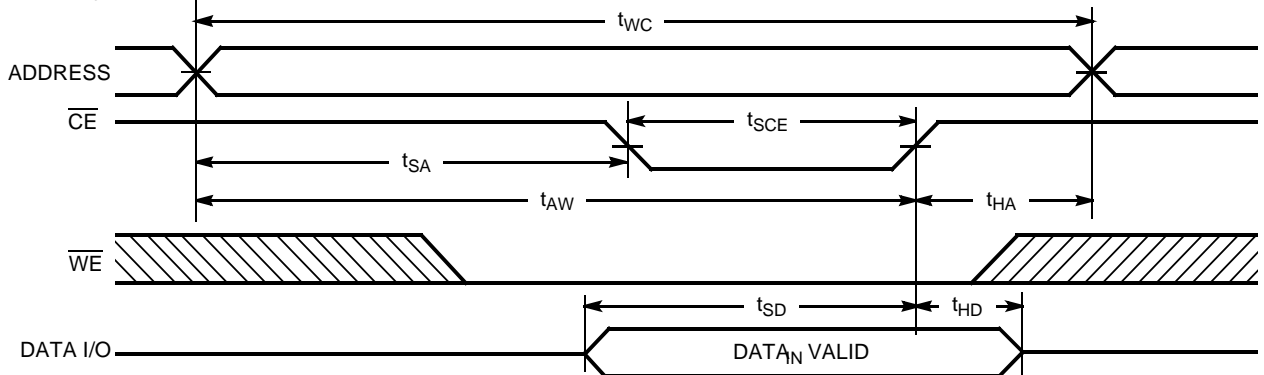 tWC
ADDRESS
CE
tSCE
tSA
tAW
tHA
WE
tSD
tHD
DATA I/O
DATAIN VALID